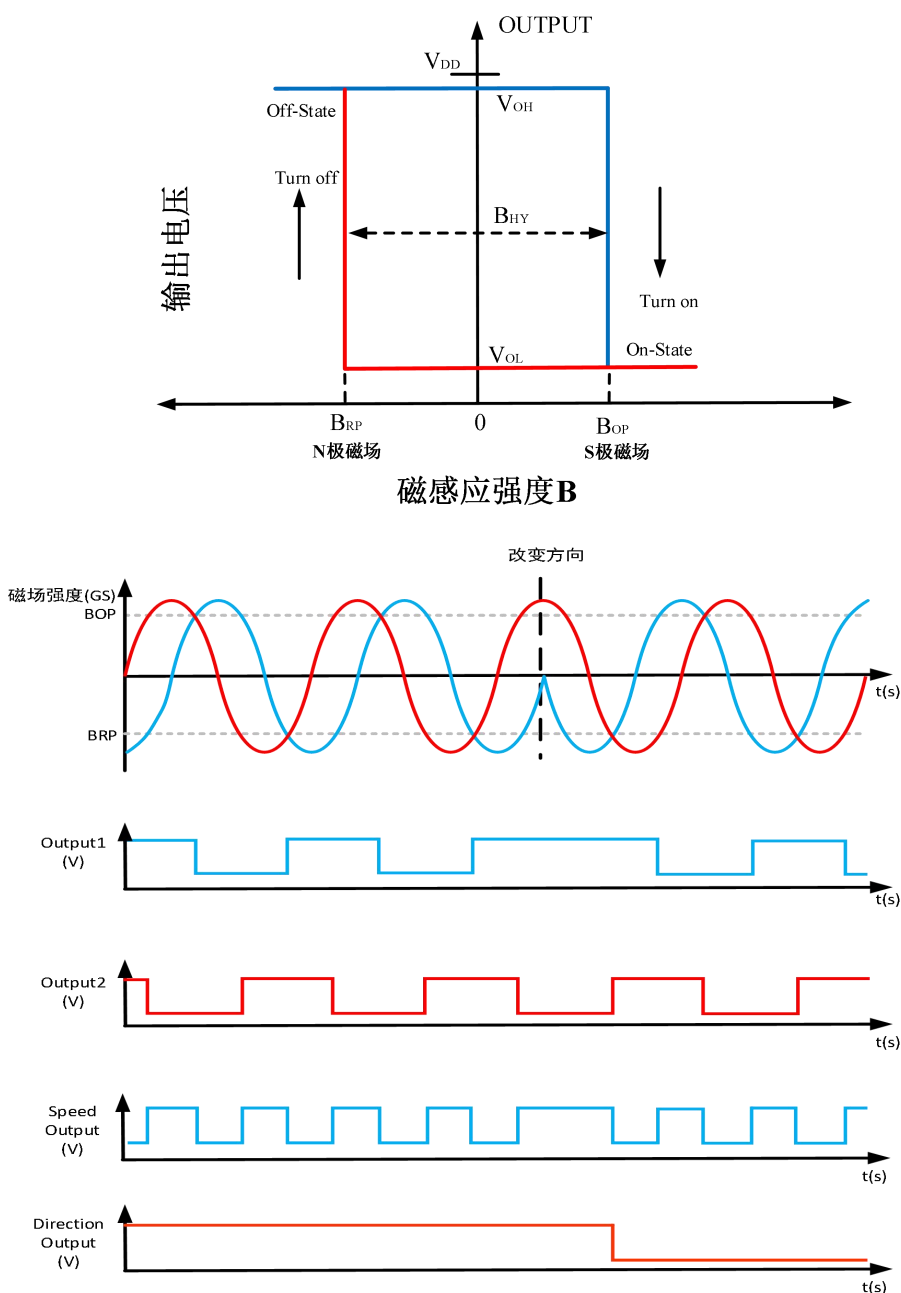 OUTPUT
VDD
Off-State
VOH
Turn off
输出电压
BHY
Turn on
VOL
On-State
BRP
0
BOP
N极磁场
S极磁场
磁感应强度B
改变方向
磁场强度(GS)
BOP
t(s)
BRP
Output1
(V)
t(s)
Output2
(V)
t(s)
Speed
Output
(V)
t(s)
Direction
Output
(V)
t(s)